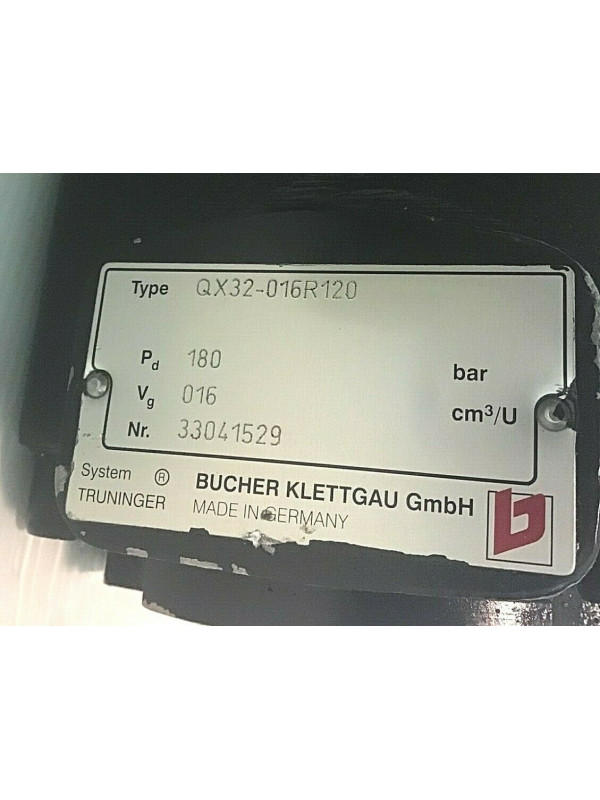 Type QX32-016R120
Pd 180 bar
Vg 016 cm³/U
Nr. 33041529
System ® BUCHER KLETTGAU GmbH
TRUNINGER MADE IN GERMANY
b